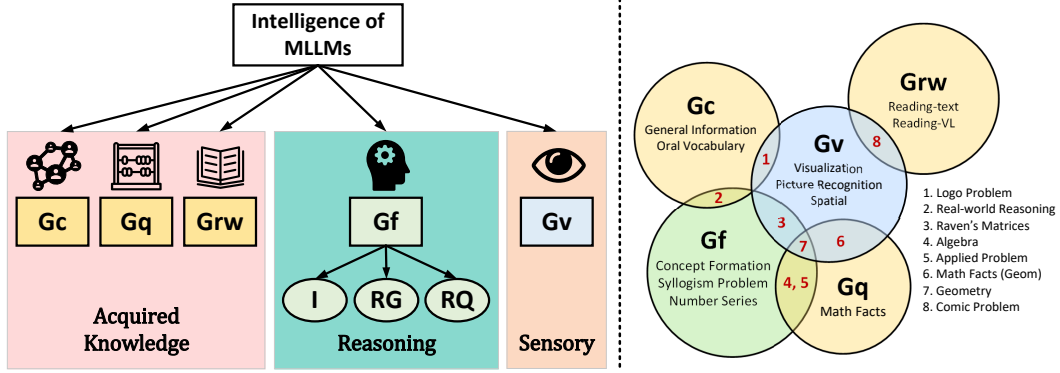 Intelligence of
MLLMs
Gc
Gq
Grw
Gf
Gv
I
RG
RQ
Acquired
Knowledge
Reasoning
Sensory
Gc
General Information
Oral Vocabulary
Grw
Reading-text
Reading-VL
Gv
Visualization
Picture Recognition
Spatial
Gf
Concept Formation
Syllogism Problem
Number Series
Gq
Math Facts
1
8
2
3
7
6
4, 5
1. Logo Problem
2. Real-world Reasoning
3. Raven's Matrices
4. Algebra
5. Applied Problem
6. Math Facts (Geom)
7. Geometry
8. Comic Problem